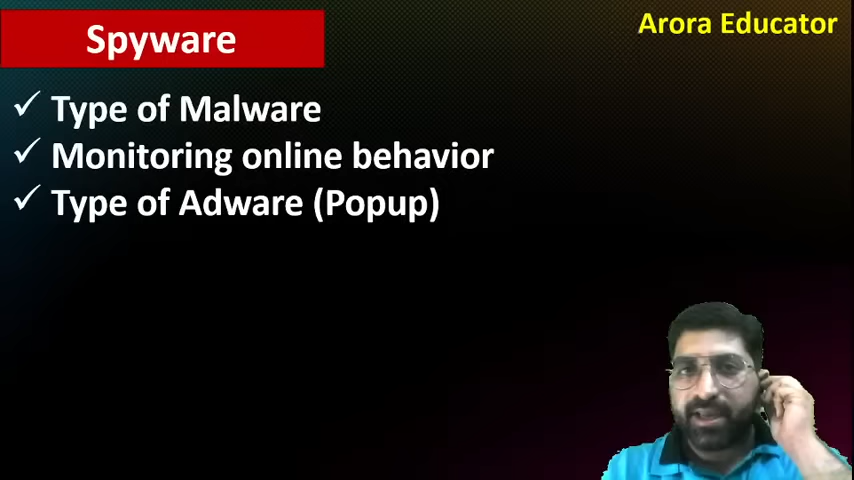 Spyware
Arora Educator
✓ Type of Malware
✓ Monitoring online behavior
✓ Type of Adware (Popup)